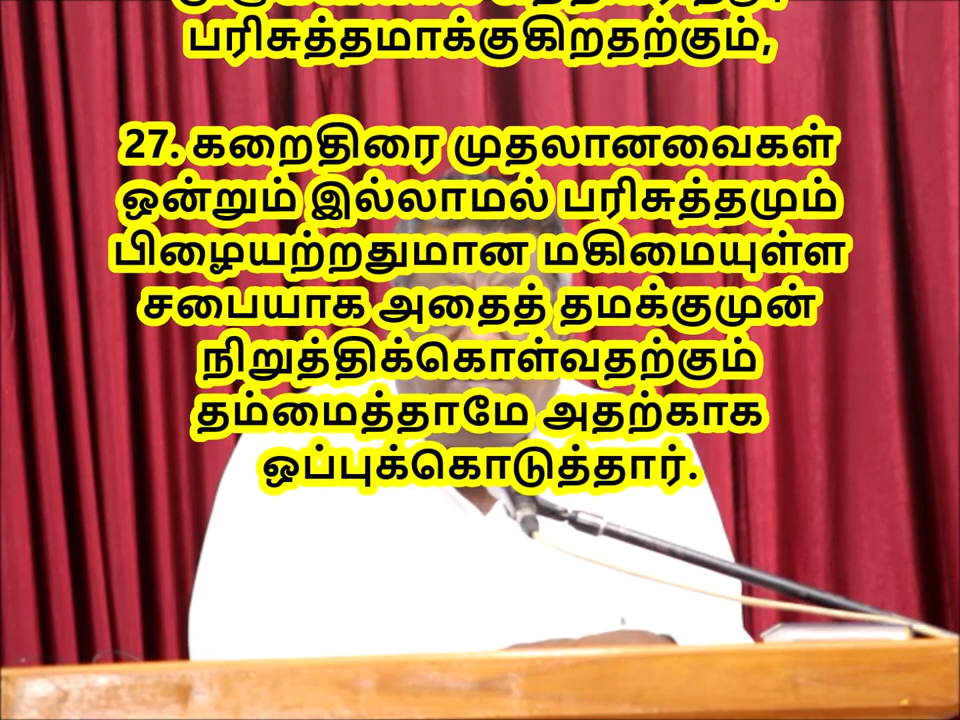 பரிசுத்தமாக்குகிறதற்கும்,
27. கறைதிரை முதலானவைகள்
ஒன்றும் இல்லாமல் பரிசுத்தமும்
பிழையற்றதுமான மகிமையுள்ள
சபையாக அதைத் தமக்குமுன்
நிறுத்திக்கொள்வதற்கும்
தம்மைத்தாமே அதற்காக
ஒப்புக்கொடுத்தார்.